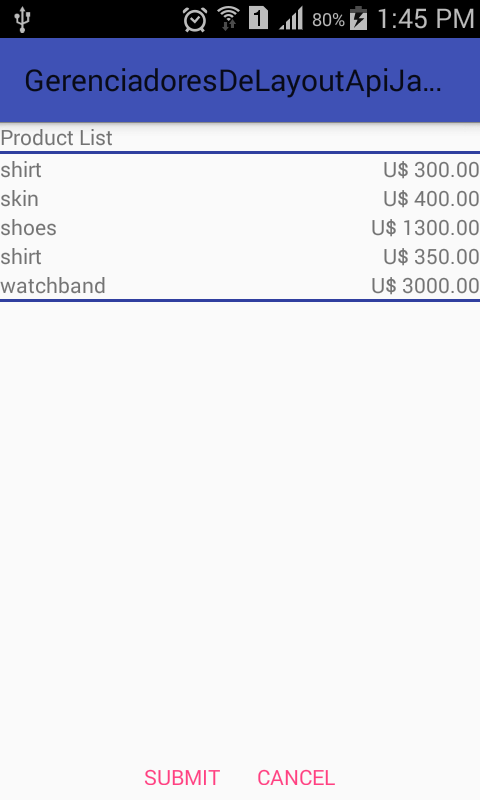 1 80% 1:45 PM
GerenciadoresDeLayoutApiJa...
Product List
shirt U$ 300.00
skin U$ 400.00
shoes U$ 1300.00
shirt U$ 350.00
watchband U$ 3000.00
SUBMIT CANCEL